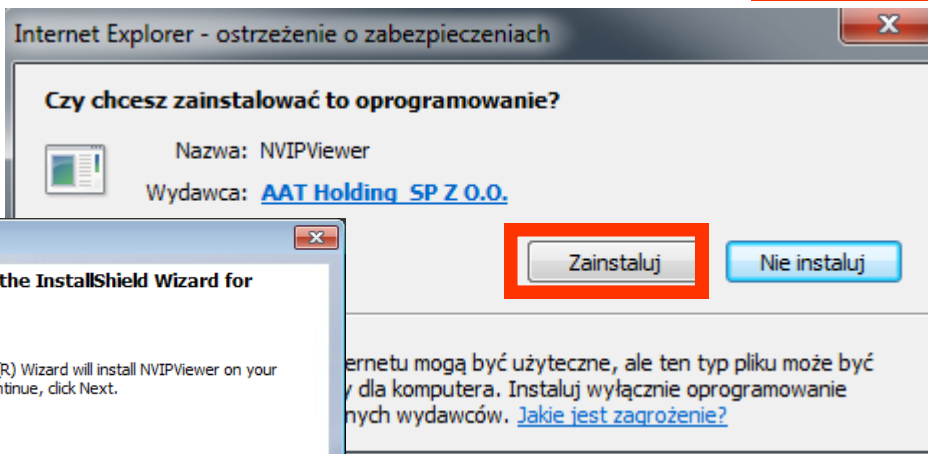 Internet Explorer - ostrzeżenie o zabezpieczeniach
Czy chcesz zainstalować to oprogramowanie?
Nazwa: NVIPViewer
Wydawca: AAT Holding SP Z O.O.
Zainstaluj
Nie instaluj
the InstallShield Wizard for
(R) Wizard will install NVIPViewer on your
ntinue, click Next.
ernetu mogą być użyteczne, ale ten typ pliku może być
y dla komputera. Instaluj wyłącznie oprogramowanie
nych wydawców. Jakie jest zagrożenie?